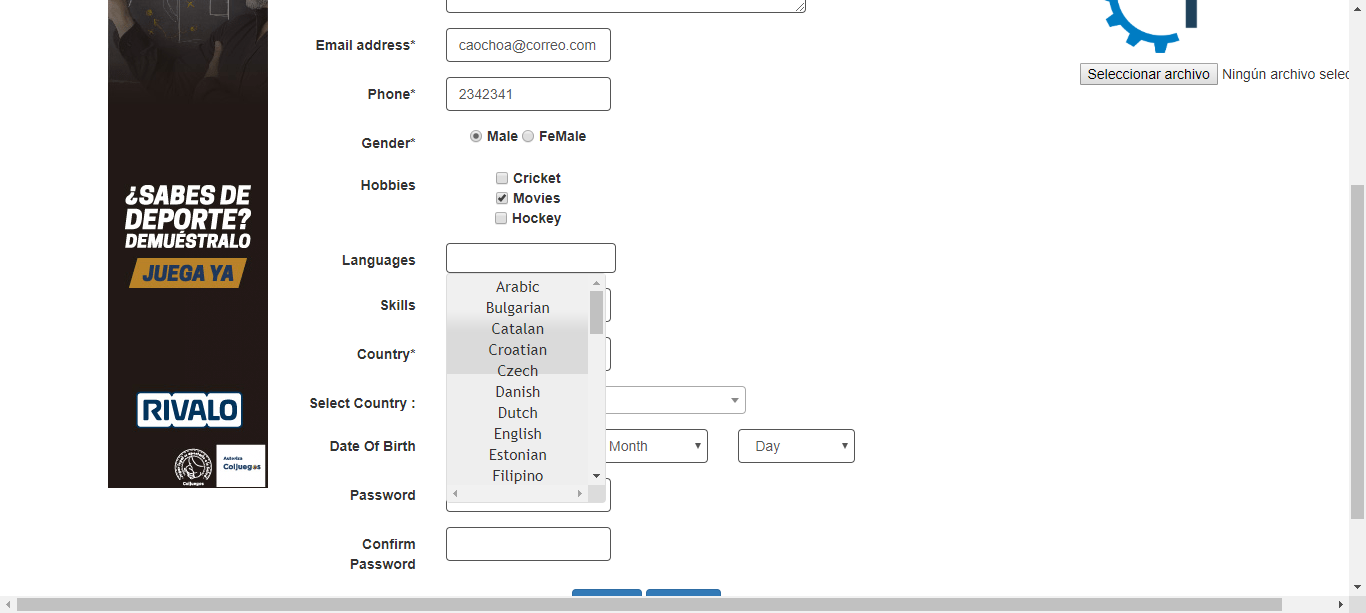 Email address*
caochoa@correo.com
Seleccionar archivo Ningún archivo selec
Phone*
2342341
Gender*
Male FeMale
Hobbies
Cricket
Movies
Hockey
Languages
Arabic
Bulgarian
Catalan
Croatian
Czech
Danish
Dutch
English
Estonian
Filipino
Skills
Country*
Select Country :
Date Of Birth
Month
Day
Password
Confirm
Password
¿SABES DE
DEPORTE?
DEMUÉSTRALO
JUEGA YA
RIVALO
Autoriza
Coljuegos
Coljuegos